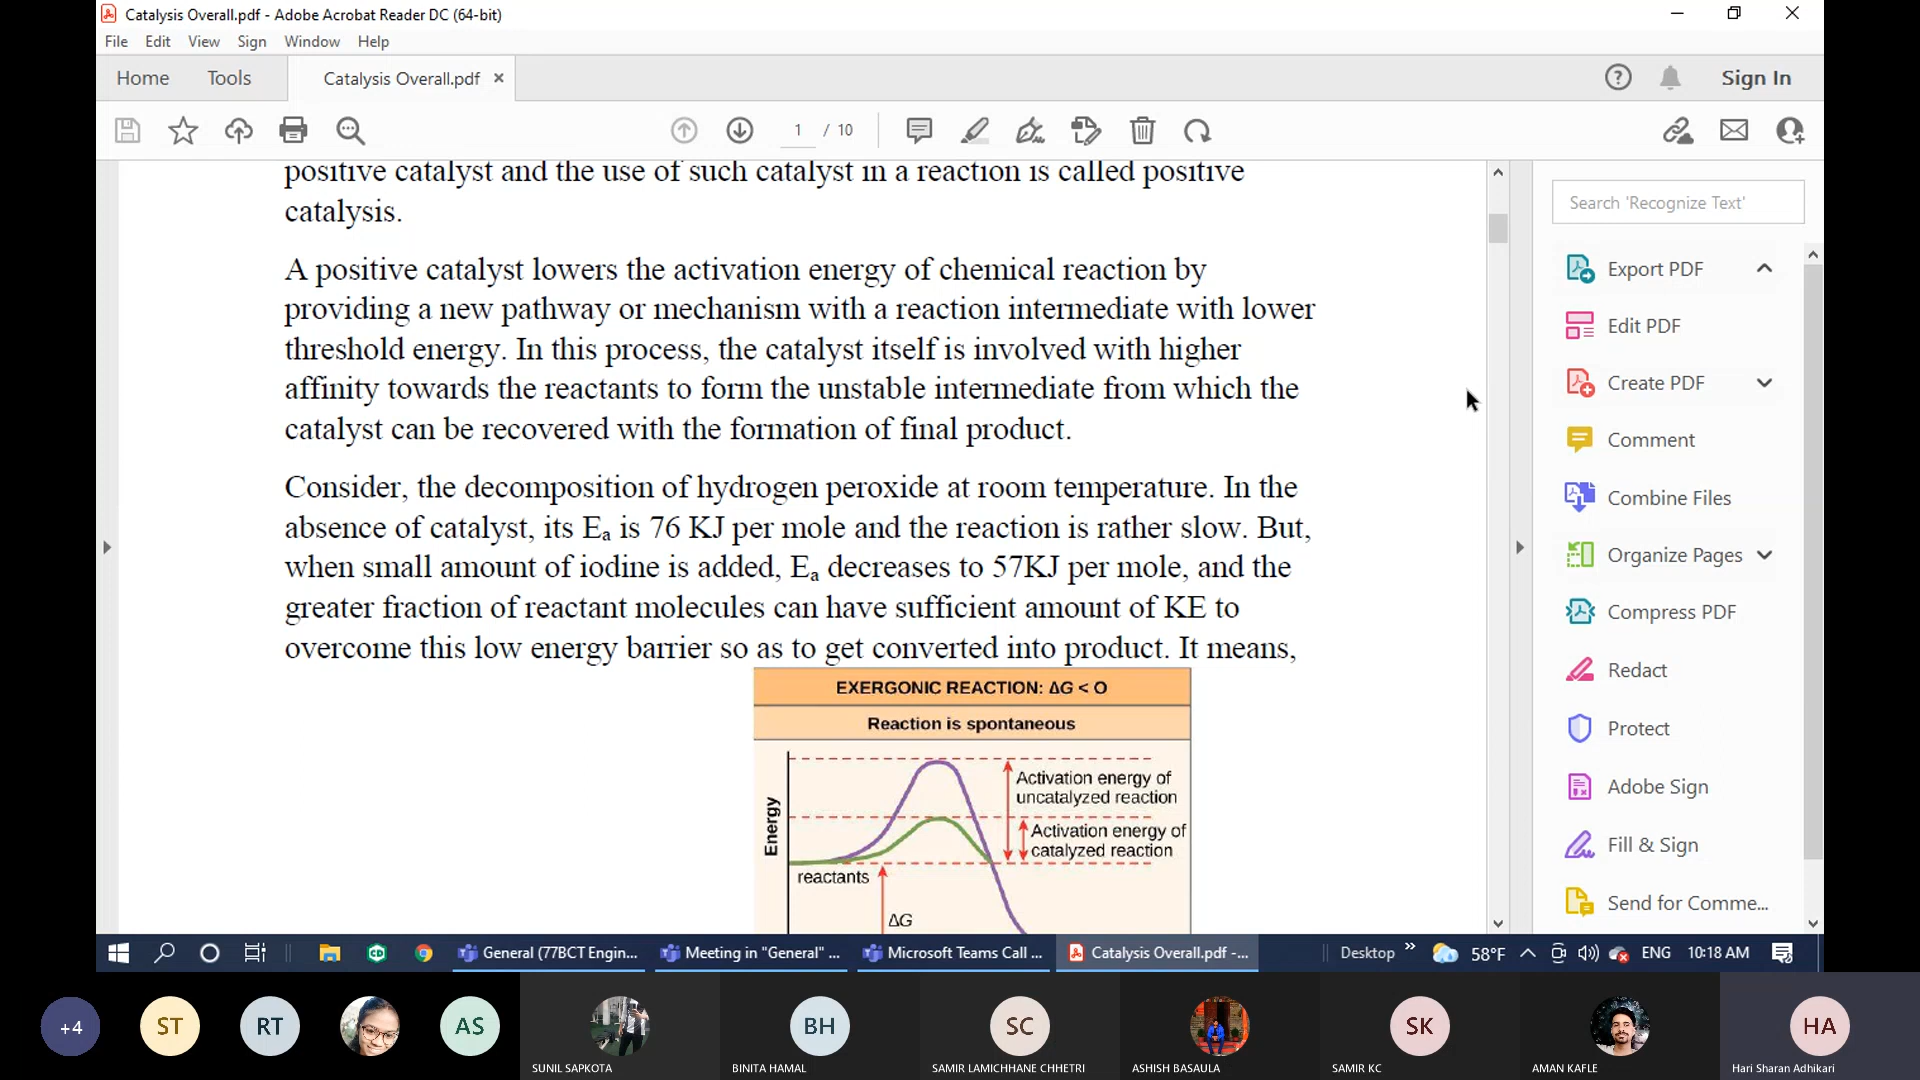 Catalysis Overall.pdf - Adobe Acrobat Reader DC (64-bit)
File Edit View Sign Window Help
Home Tools Catalysis Overall.pdf × Sign In
1 / 10
positive catalyst and the use of such catalyst in a reaction is called positive
catalysis.
A positive catalyst lowers the activation energy of chemical reaction by
providing a new pathway or mechanism with a reaction intermediate with lower
threshold energy. In this process, the catalyst itself is involved with higher
affinity towards the reactants to form the unstable intermediate from which the
catalyst can be recovered with the formation of final product.
Consider, the decomposition of hydrogen peroxide at room temperature. In the
absence of catalyst, its Ea is 76 KJ per mole and the reaction is rather slow. But,
when small amount of iodine is added, Ea decreases to 57KJ per mole, and the
greater fraction of reactant molecules can have sufficient amount of KE to
overcome this low energy barrier so as to get converted into product. It means,
EXERGONIC REACTION: ΔG < O
Reaction is spontaneous
Energy
Activation energy of
uncatalyzed reaction
Activation energy of
catalyzed reaction
reactants
ΔG
Search 'Recognize Text'
Export PDF
Edit PDF
Create PDF
Comment
Combine Files
Organize Pages
Compress PDF
Redact
Protect
Adobe Sign
Fill & Sign
Send for Comme...
General (77BCT Engin... Meeting in "General" ... Microsoft Teams Call ... Catalysis Overall.pdf -... Desktop » 58°F ENG 10:18 AM
+4 ST RT AS BH SC SK HA
SUNIL SAPKOTA BINITA HAMAL SAMIR LAMICHHANE CHHETRI ASHISH BASAULA SAMIR KC AMAN KAFLE Hari Sharan Adhikari